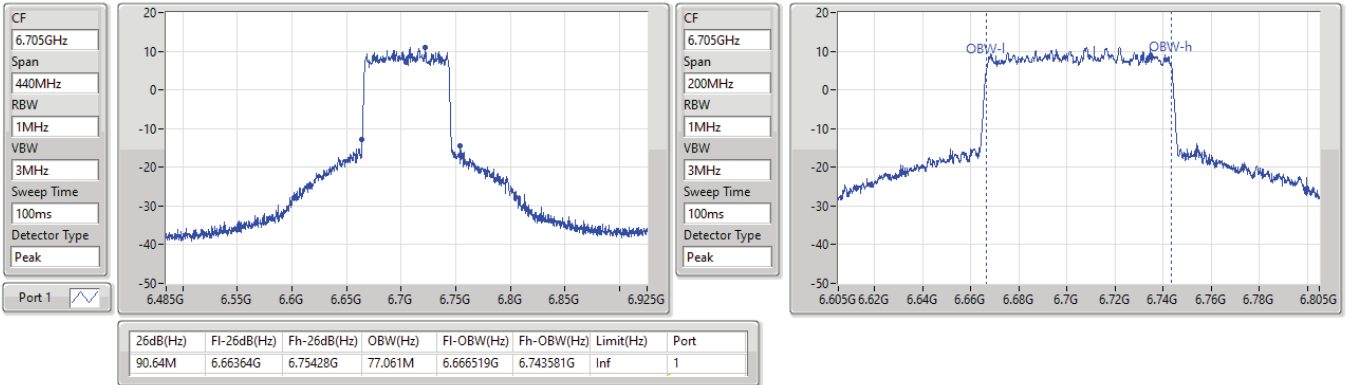 CF
6.705GHz
Span
440MHz
RBW
1MHz
VBW
3MHz
Sweep Time
100ms
Detector Type
Peak
Port 1
20
10
0
-10
-20
-30
-40
-50
6.485G 6.55G 6.6G 6.65G 6.7G 6.75G 6.8G 6.85G 6.925G
CF
6.705GHz
Span
200MHz
RBW
1MHz
VBW
3MHz
Sweep Time
100ms
Detector Type
Peak
20
10
0
-10
-20
-30
-40
-50
OBW-l OBW-h
6.605G 6.62G 6.64G 6.66G 6.68G 6.7G 6.72G 6.74G 6.76G 6.78G 6.805G
26dB(Hz) Fl-26dB(Hz) Fh-26dB(Hz) OBW(Hz) Fl-OBW(Hz) Fh-OBW(Hz) Limit(Hz) Port
90.64M 6.66364G 6.75428G 77.061M 6.666519G 6.743581G Inf 1